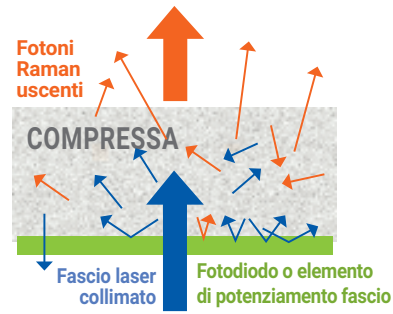 Fotoni
Raman
uscenti
COMPRESSA
Fascio laser
collimato
Fotodiodo o elemento
di potenziamento fascio